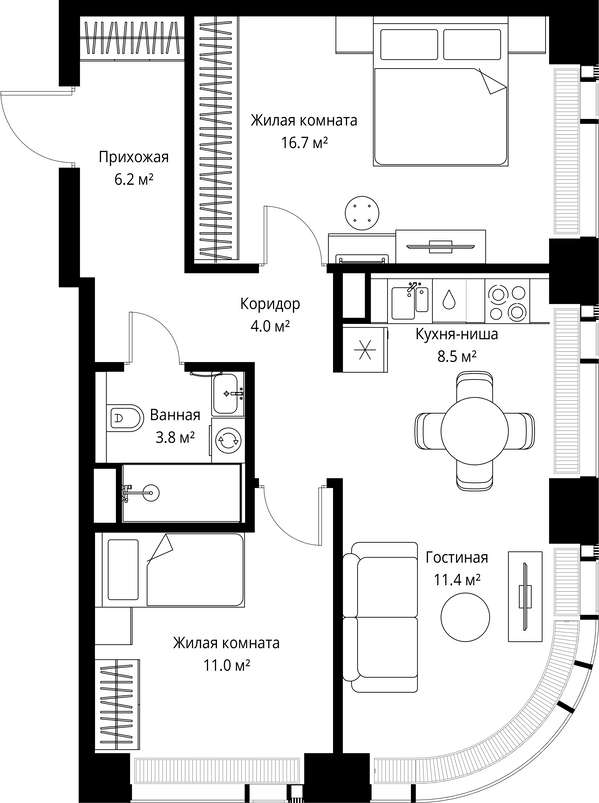 Жилая комната
16.7 м²
Прихожая
6.2 м²
Коридор
4.0 м²
Кухня-ниша
8.5 м²
Ванная
3.8 м²
Гостиная
11.4 м²
Жилая комната
11.0 м²